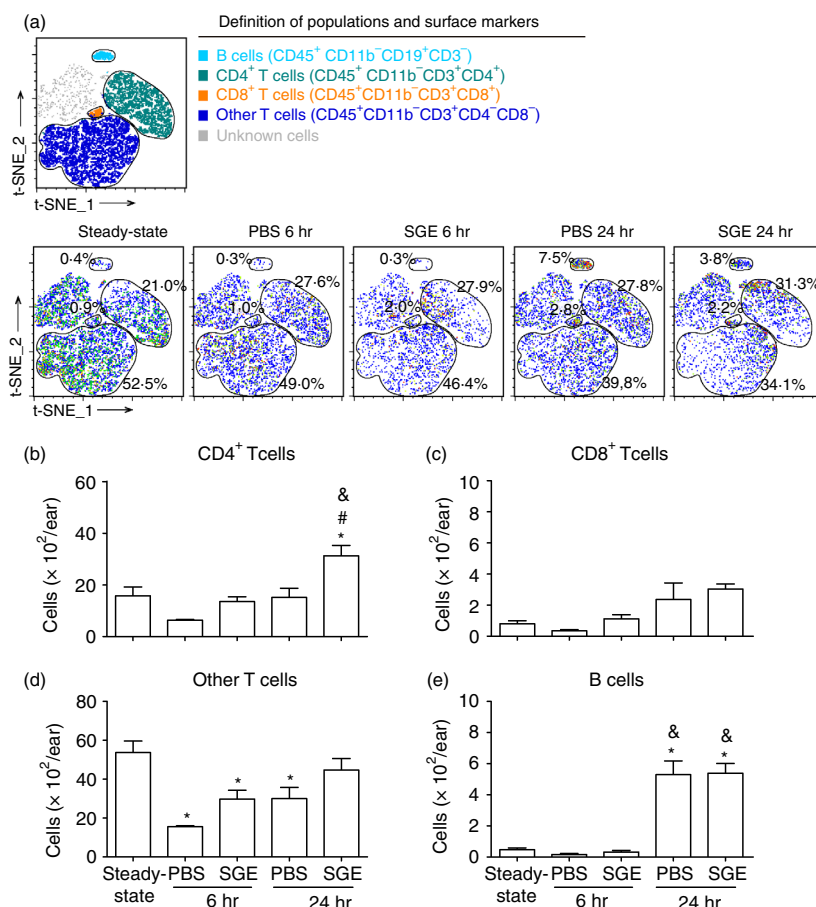 (a)
Definition of populations and surface markers
B cells (CD45⁺ CD11b⁻CD19⁺CD3⁻)
CD4⁺ T cells (CD45⁺ CD11b⁻CD3⁺CD4⁺)
CD8⁺ T cells (CD45⁺CD11b⁻CD3⁺CD8⁺)
Other T cells (CD45⁺CD11b⁻CD3⁺CD4⁻CD8⁻)
Unknown cells
t-SNE_2
t-SNE_1
Steady-state PBS 6 hr SGE 6 hr PBS 24 hr SGE 24 hr
0·4% 0·3% 0·3% 7·5% 3·8%
21·0% 27·6% 27·9% 27·8% 31·3%
0·9% 1·0% 2·0% 2·8% 2·2%
52·5% 49·0% 46·4% 39,8% 34·1%
t-SNE_2
t-SNE_1
(b) CD4⁺ Tcells
Cells (× 10²/ear)
60
40
20
0
&
#
*
(c) CD8⁺ Tcells
Cells (× 10²/ear)
10
8
6
4
2
0
(d) Other T cells
Cells (× 10²/ear)
80
60
40
20
0
* * *
Steady-state PBS SGE PBS SGE
6 hr 24 hr
(e) B cells
Cells (× 10²/ear)
10
8
6
4
2
0
& &
* *
Steady-state PBS SGE PBS SGE
6 hr 24 hr